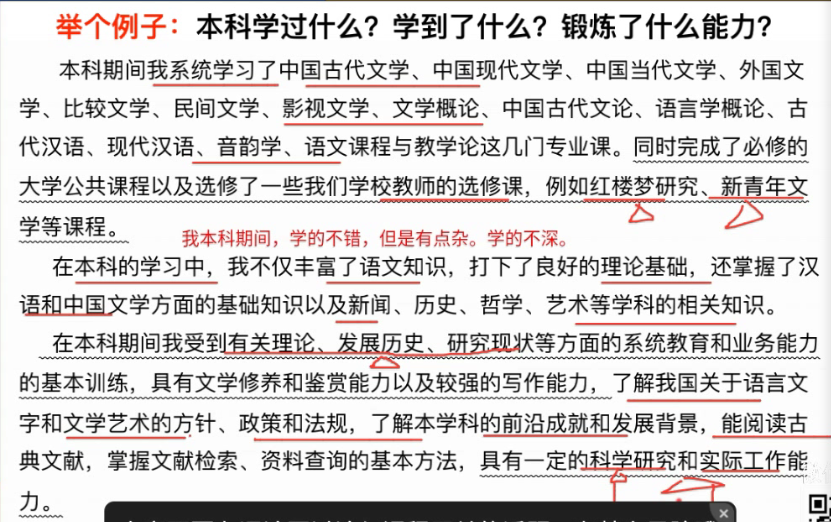 举个例子：本科学过什么？学到了什么？锻炼了什么能力？
本科期间我系统学习了中国古代文学、中国现代文学、中国当代文学、外国文
学、比较文学、民间文学、影视文学、文学概论、中国古代文论、语言学概论、古
代汉语、现代汉语、音韵学、语文课程与教学论这几门专业课。同时完成了必修的
大学公共课程以及选修了一些我们学校教师的选修课，例如红楼梦研究、新青年文
学等课程。
我本科期间，学的不错，但是有点杂。学的不深。
在本科的学习中，我不仅丰富了语文知识，打下了良好的理论基础，还掌握了汉
语和中国文学方面的基础知识以及新闻、历史、哲学、艺术等学科的相关知识。
在本科期间我受到有关理论、发展历史、研究现状等方面的系统教育和业务能力
的基本训练，具有文学修养和鉴赏能力以及较强的写作能力，了解我国关于语言文
字和文学艺术的方针、政策和法规，了解本学科的前沿成就和发展背景，能阅读古
典文献，掌握文献检索、资料查询的基本方法，具有一定的科学研究和实际工作能
力。